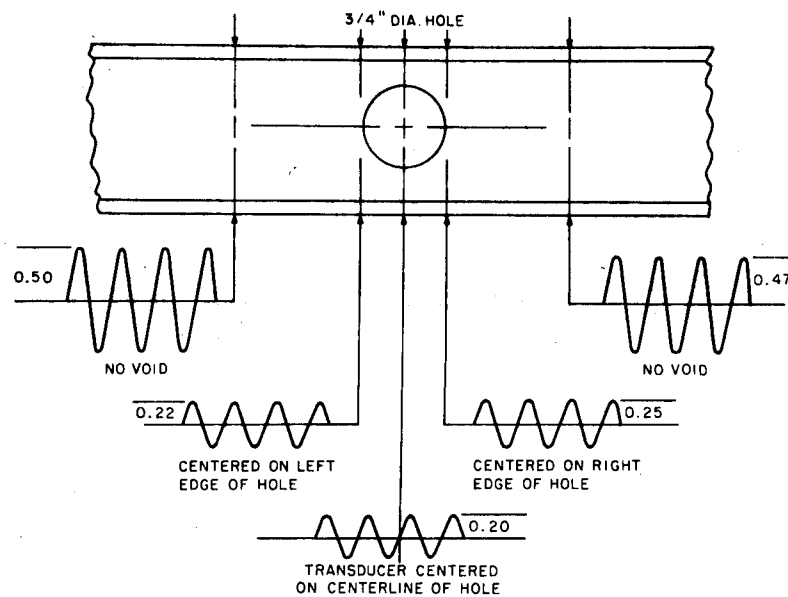 3/4" DIA. HOLE
0.50
0.47
NO VOID
NO VOID
0.22
0.25
CENTERED ON LEFT
EDGE OF HOLE
CENTERED ON RIGHT
EDGE OF HOLE
0.20
TRANSDUCER CENTERED
ON CENTERLINE OF HOLE